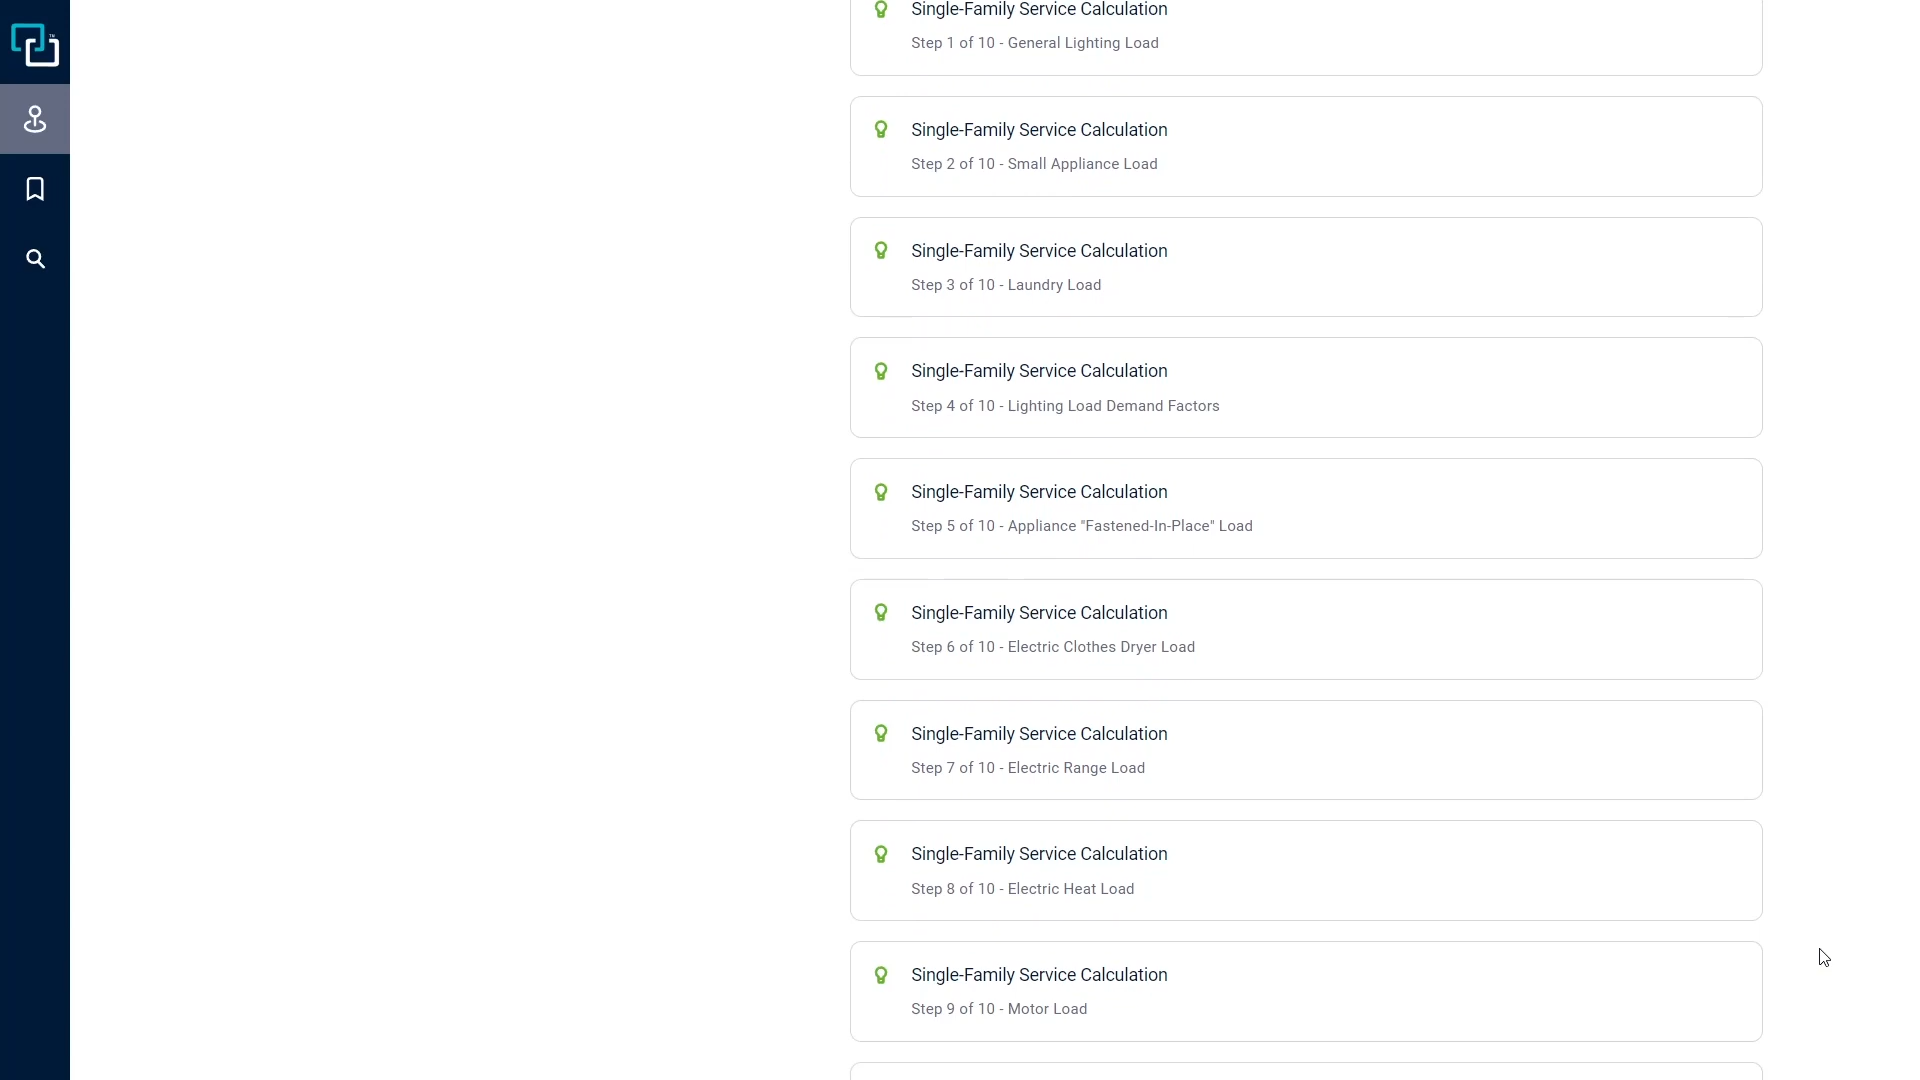 Single-Family Service Calculation
Step 1 of 10 - General Lighting Load
Single-Family Service Calculation
Step 2 of 10 - Small Appliance Load
Single-Family Service Calculation
Step 3 of 10 - Laundry Load
Single-Family Service Calculation
Step 4 of 10 - Lighting Load Demand Factors
Single-Family Service Calculation
Step 5 of 10 - Appliance "Fastened-In-Place" Load
Single-Family Service Calculation
Step 6 of 10 - Electric Clothes Dryer Load
Single-Family Service Calculation
Step 7 of 10 - Electric Range Load
Single-Family Service Calculation
Step 8 of 10 - Electric Heat Load
Single-Family Service Calculation
Step 9 of 10 - Motor Load